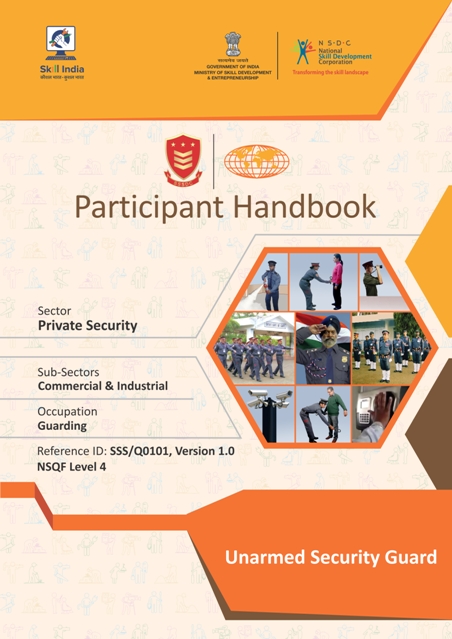 Skill India
कौशल भारत - कुशल भारत
सत्यमेव जयते
GOVERNMENT OF INDIA
MINISTRY OF SKILL DEVELOPMENT
& ENTREPRENEURSHIP
N · S · D · C
National
Skill Development
Corporation
Transforming the skill landscape
Participant Handbook
Sector
Private Security
Sub-Sectors
Commercial & Industrial
Occupation
Guarding
Reference ID: SSS/Q0101, Version 1.0
NSQF Level 4
Unarmed Security Guard